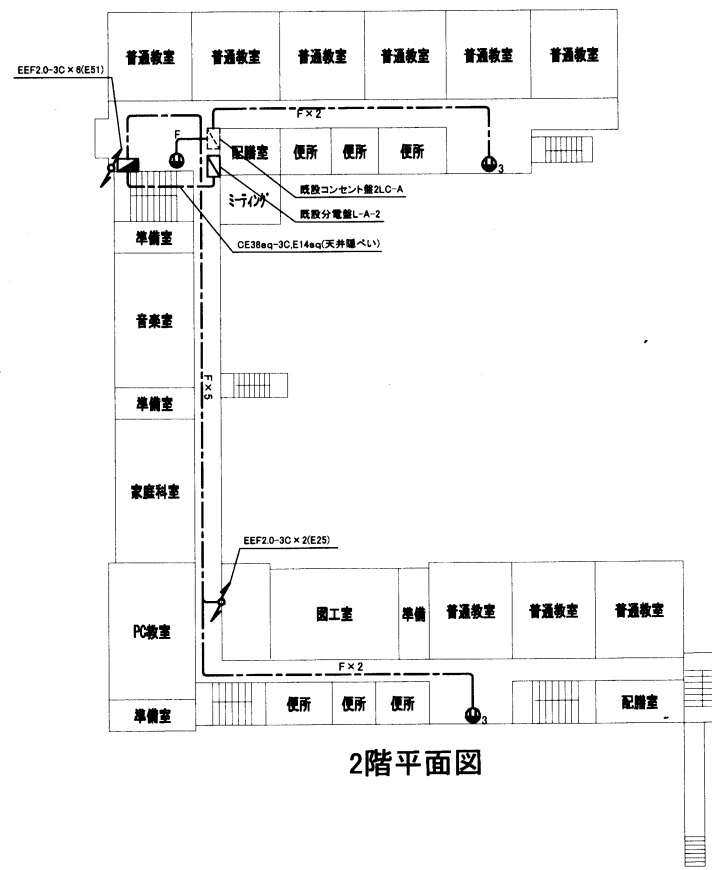 普通教室 普通教室 普通教室 普通教室 普通教室 普通教室
EEF2.0-3C×6(E51)
F×2
F
配膳室 便所 便所 便所
3
既設コンセント盤2LC-A
ミーティング
既設分電盤L-A-2
準備室
CE38sq-3C,E14sq(天井隠ぺい)
音楽室
F×5
準備室
家庭科室
EEF2.0-3C×2(E25)
図工室 準備 普通教室 普通教室 普通教室
PC教室
F×2
準備室 便所 便所 便所 配膳室
3
2階平面図